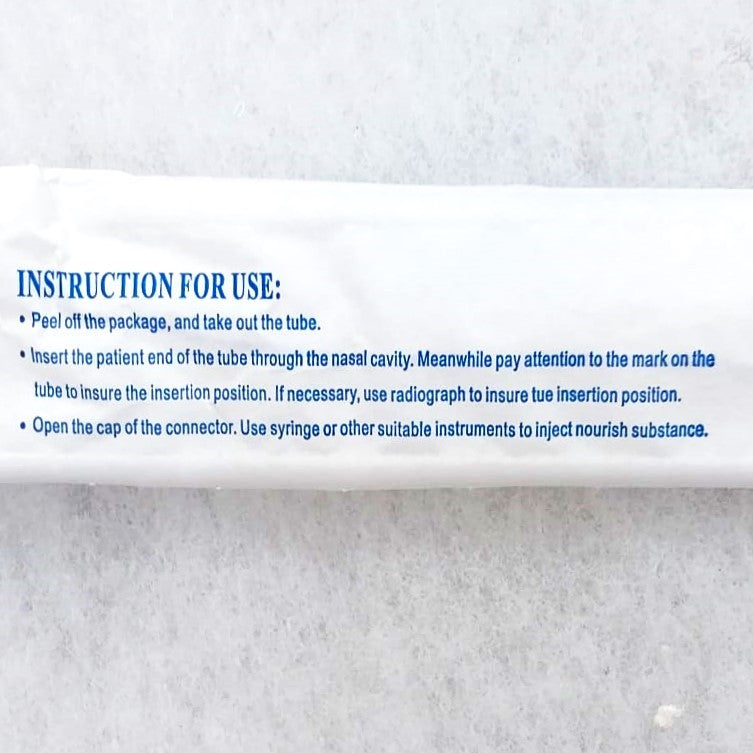 INSTRUCTION FOR USE:
• Peel off the package, and take out the tube.
• Insert the patient end of the tube through the nasal cavity. Meanwhile pay attention to the mark on the
tube to insure the insertion position. If necessary, use radiograph to insure tue insertion position.
• Open the cap of the connector. Use syringe or other suitable instruments to inject nourish substance.